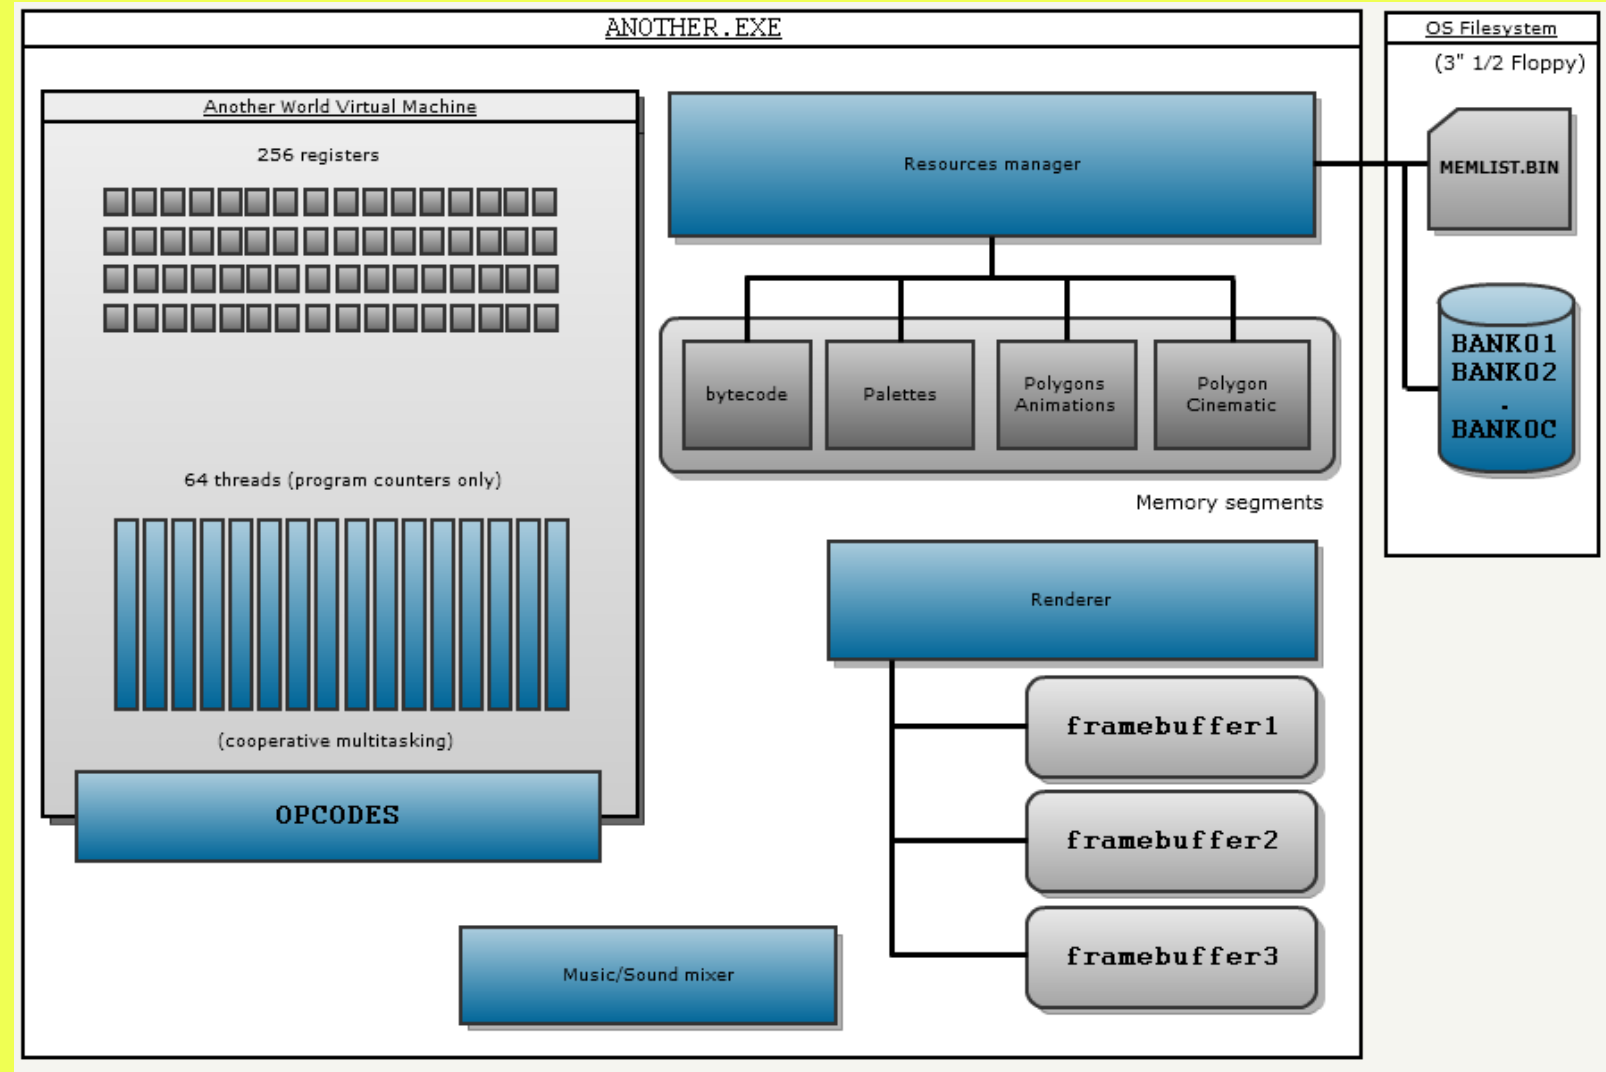 ANOTHER.EXE
Another World Virtual Machine
256 registers
64 threads (program counters only)
(cooperative multitasking)
OPCODES
Music/Sound mixer
Resources manager
bytecode
Palettes
Polygons
Animations
Polygon
Cinematic
Memory segments
Renderer
framebuffer1
framebuffer2
framebuffer3
OS Filesystem
(3" 1/2 Floppy)
MEMLIST.BIN
BANK01
BANK02
.
BANK0C